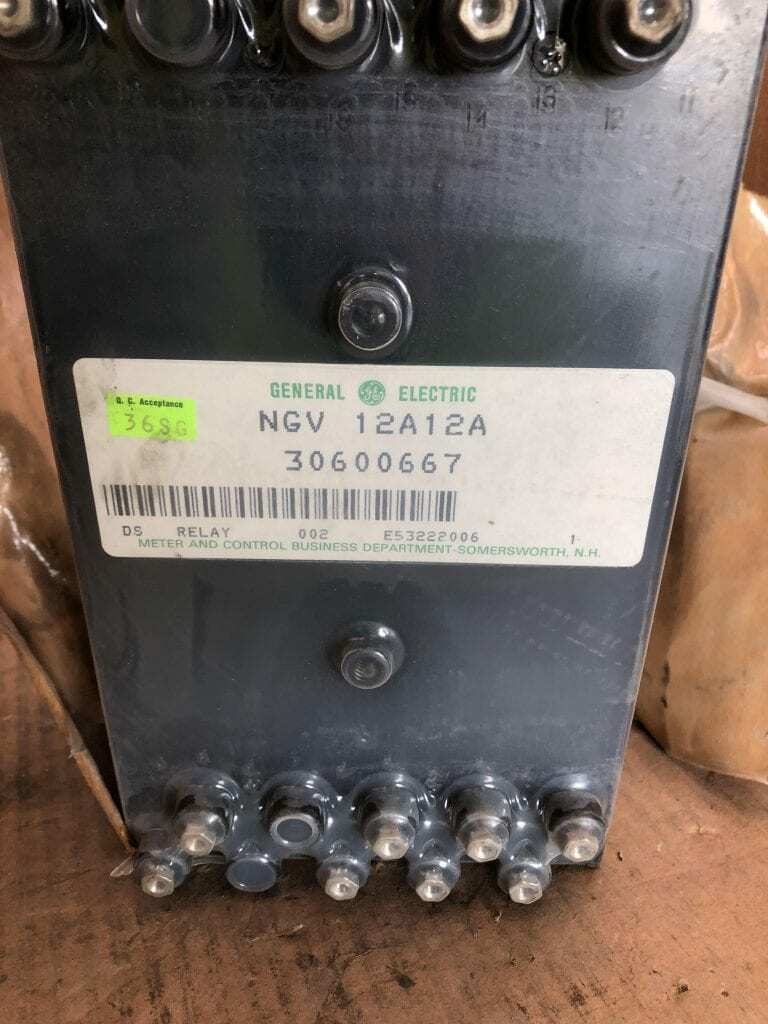 14 13 12 11
GENERAL GE ELECTRIC
Q. C. Acceptance
36SG
NGV 12A12A
30600667
DS RELAY 002 E53222006 1
METER AND CONTROL BUSINESS DEPARTMENT-SOMERSWORTH, N.H.